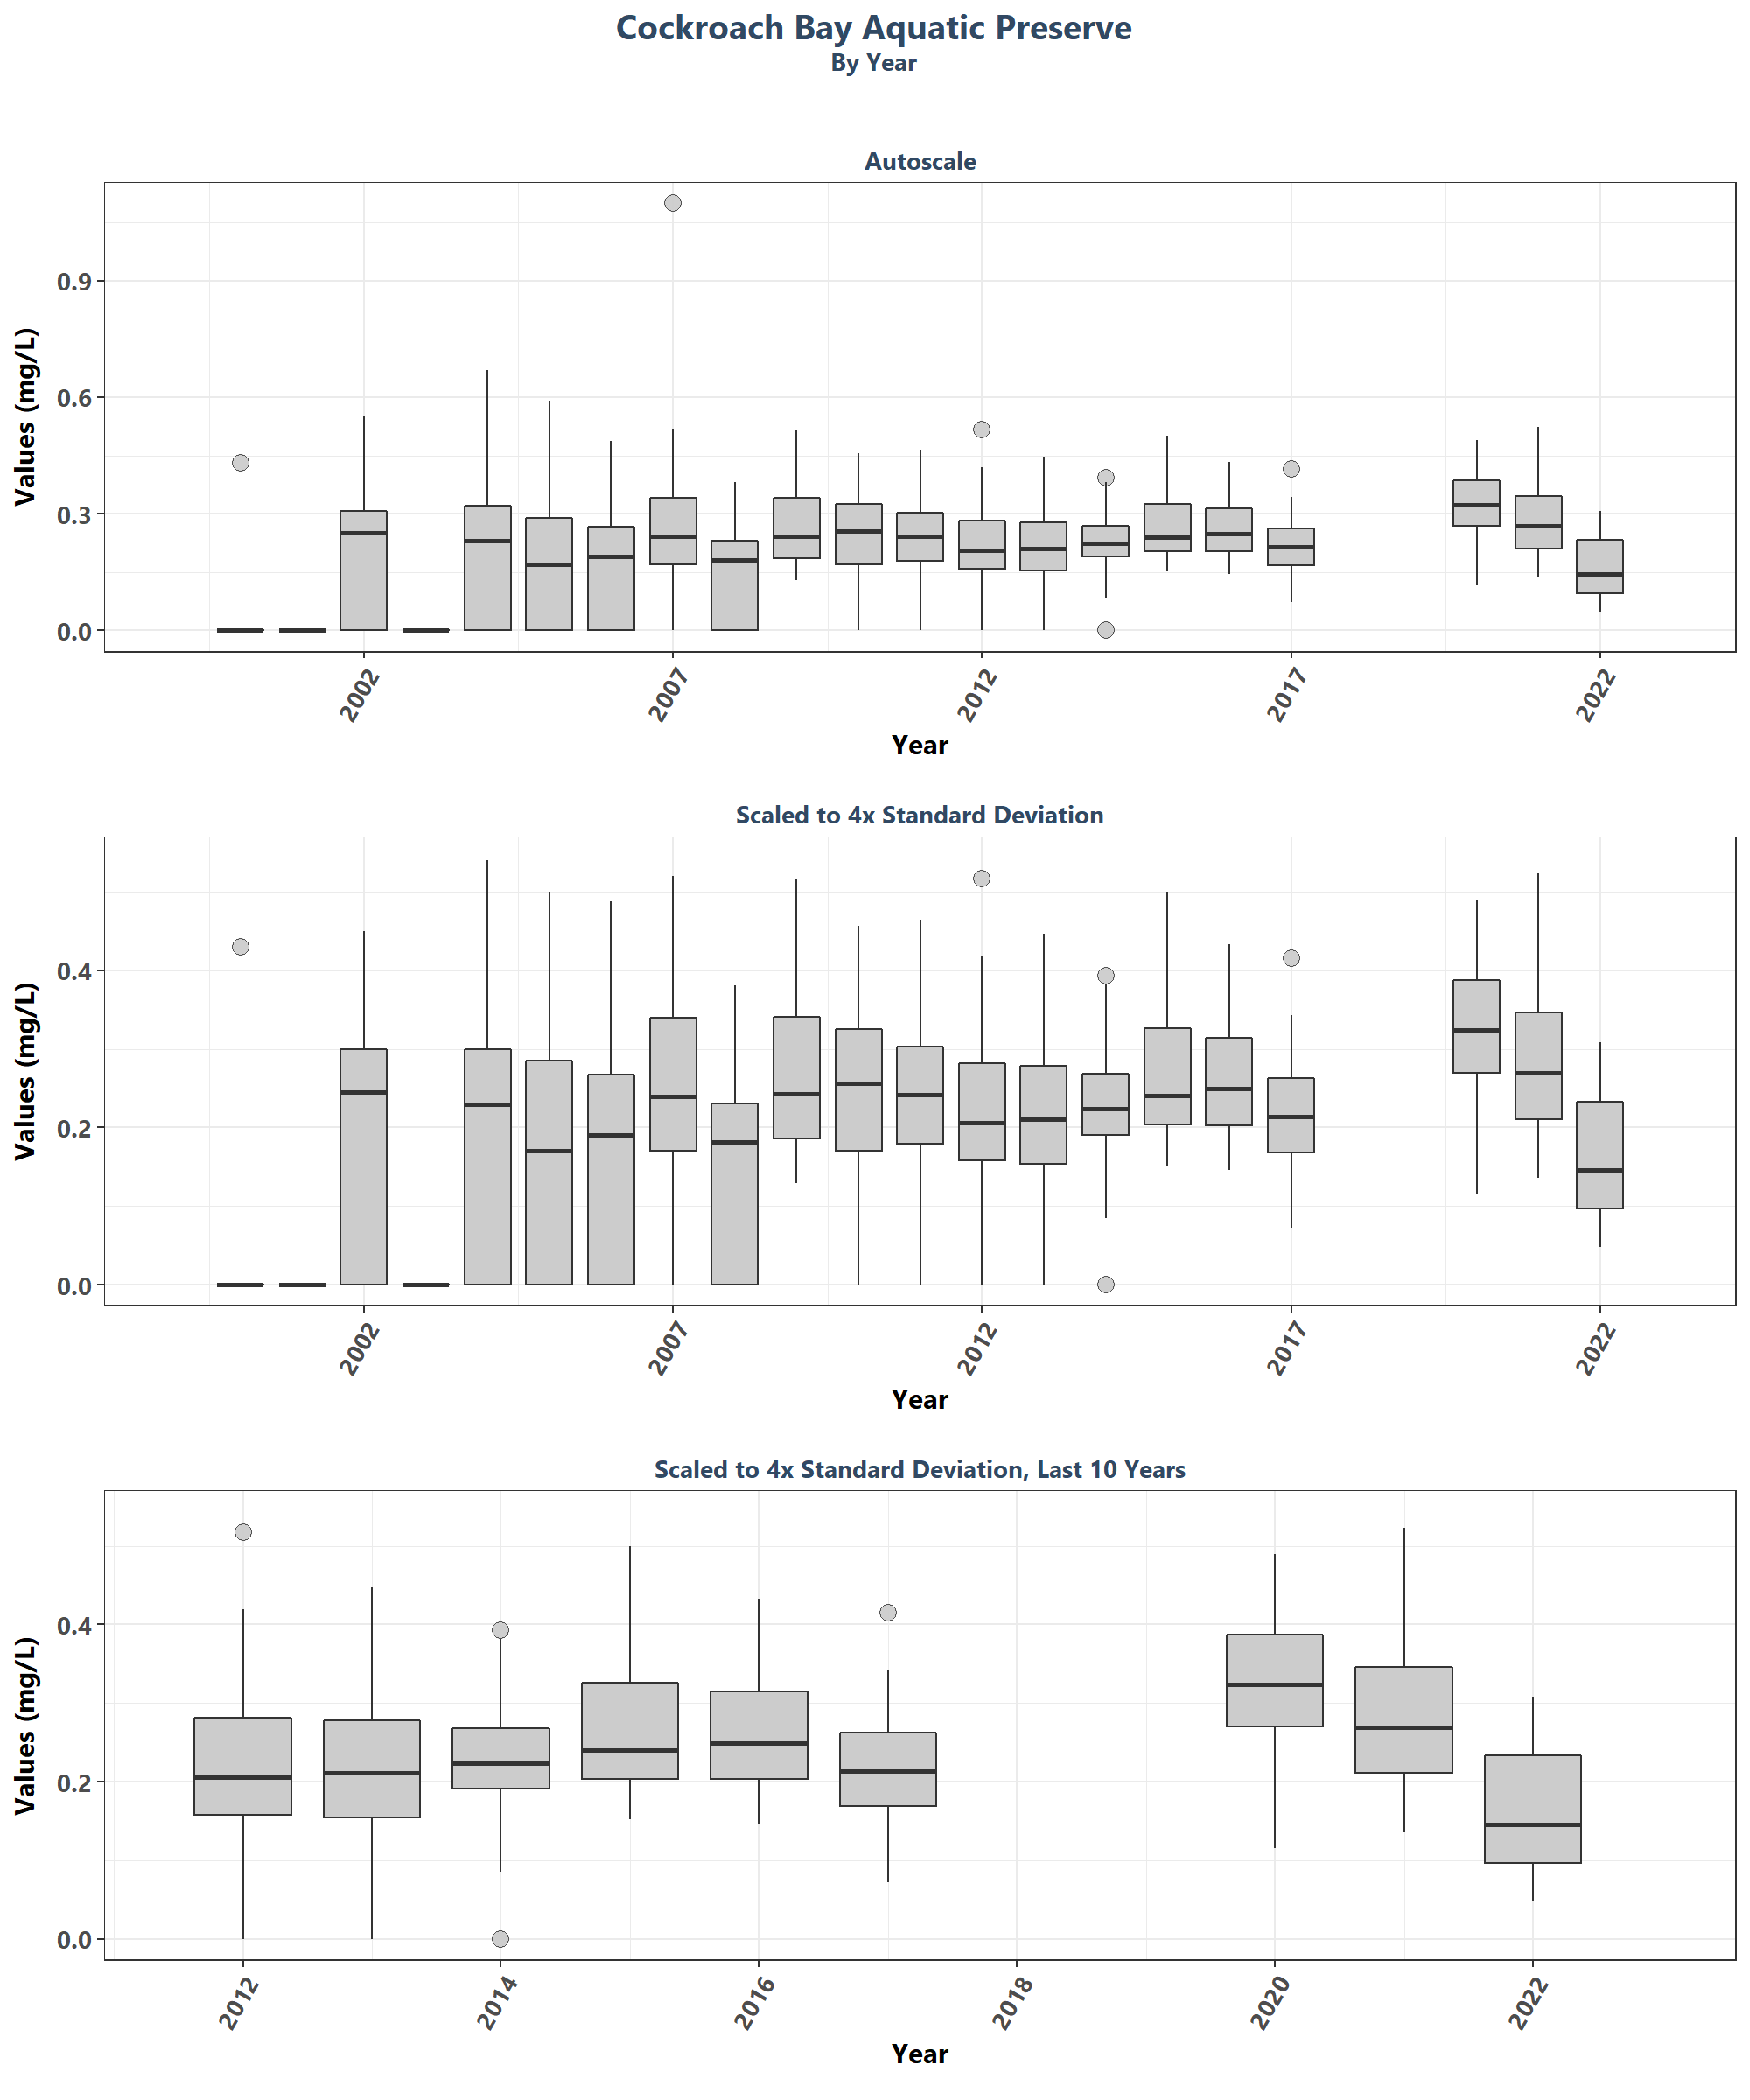 Cockroach Bay Aquatic Preserve
By Year
Autoscale
Values (mg/L)
0.9
0.6
0.3
0.0
2002
2007
2012
2017
2022
Year
Scaled to 4x Standard Deviation
Values (mg/L)
0.4
0.2
0.0
2002
2007
2012
2017
2022
Year
Scaled to 4x Standard Deviation, Last 10 Years
Values (mg/L)
0.4
0.2
0.0
2012
2014
2016
2018
2020
2022
Year